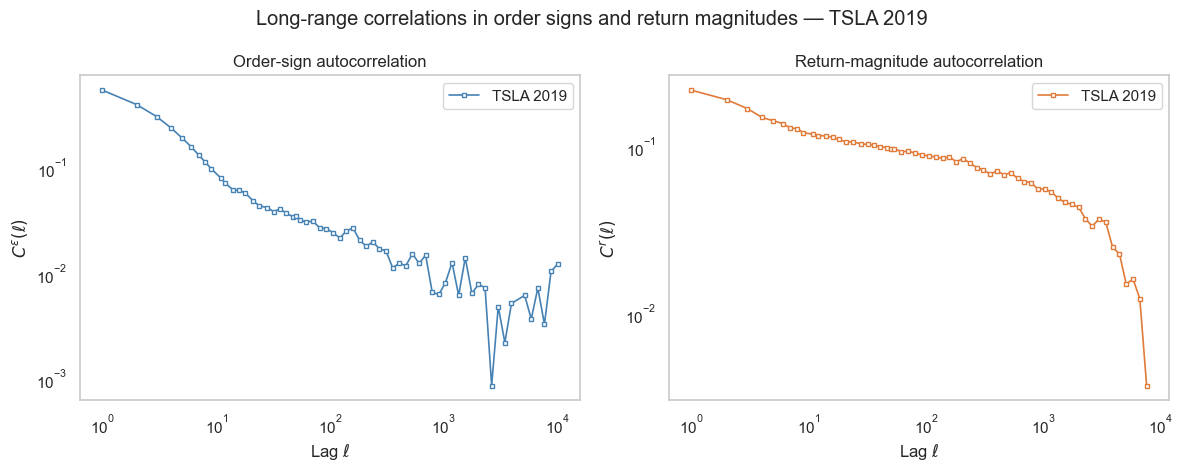 Long-range correlations in order signs and return magnitudes — TSLA 2019
Order-sign autocorrelation
TSLA 2019
C^ε(ℓ)
10^−1
10^−2
10^−3
10^0 10^1 10^2 10^3 10^4
Lag ℓ
Return-magnitude autocorrelation
TSLA 2019
C^r(ℓ)
10^−1
10^−2
10^0 10^1 10^2 10^3 10^4
Lag ℓ